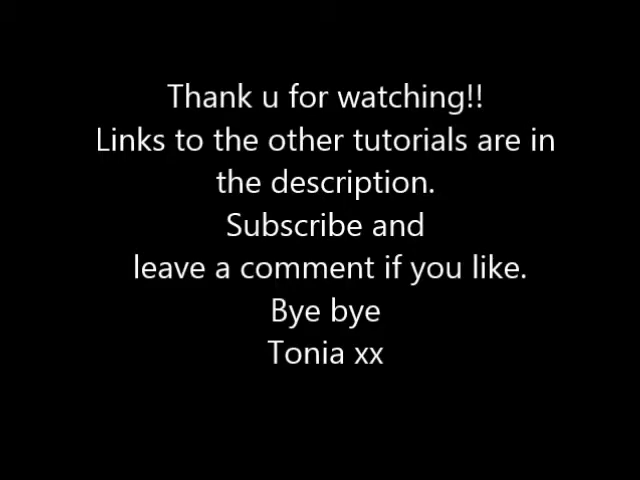 Thank u for watching!!
Links to the other tutorials are in
the description.
Subscribe and
leave a comment if you like.
Bye bye
Tonia xx